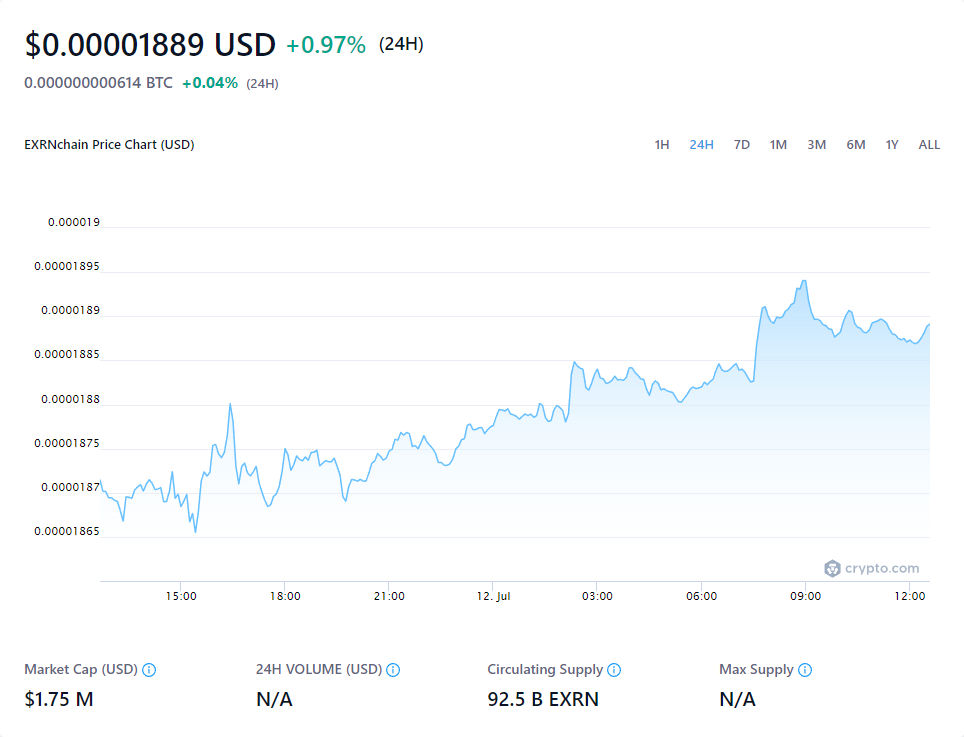 $0.00001889 USD +0.97% (24H)
0.000000000614 BTC +0.04% (24H)
EXRNchain Price Chart (USD) 1H 24H 7D 1M 3M 6M 1Y ALL
0.000019
0.00001895
0.0000189
0.00001885
0.0000188
0.00001875
0.0000187
0.00001865
crypto.com
15:00 18:00 21:00 12. Jul 03:00 06:00 09:00 12:00
Market Cap (USD) 24H VOLUME (USD) Circulating Supply Max Supply
$1.75 M N/A 92.5 B EXRN N/A